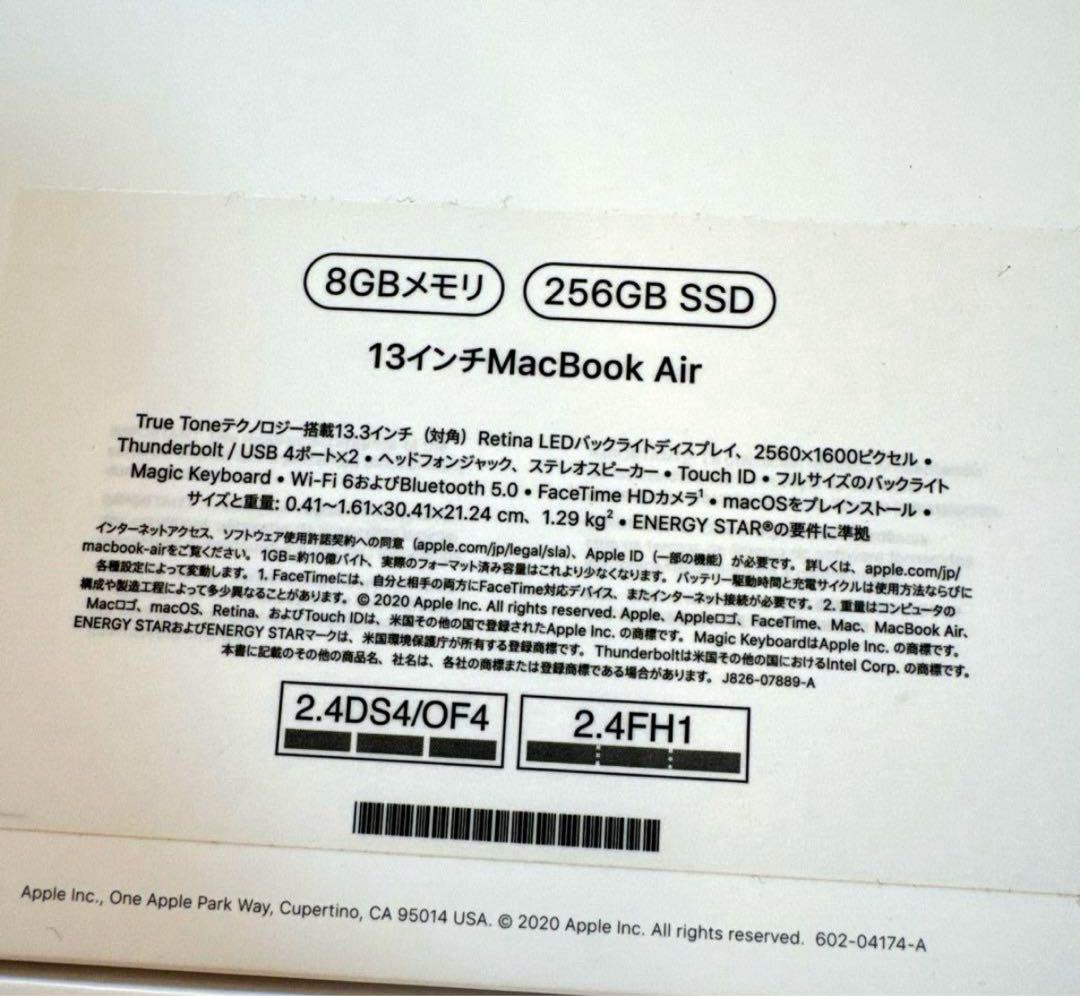 8GBメモリ 256GB SSD
13インチMacBook Air
True Toneテクノロジー搭載13.3インチ（対角）Retina LEDバックライトディスプレイ、2560×1600ピクセル •
Thunderbolt / USB 4ポート×2 • ヘッドフォンジャック、ステレオスピーカー • Touch ID • フルサイズのバックライト
Magic Keyboard • Wi-Fi 6およびBluetooth 5.0 • FaceTime HDカメラ¹ • macOSをプレインストール •
サイズと重量: 0.41〜1.61×30.41×21.24 cm、1.29 kg² • ENERGY STAR®の要件に準拠
インターネットアクセス、ソフトウェア使用許諾契約への同意（apple.com/jp/legal/sla）、Apple ID（一部の機能）が必要です。詳しくは、apple.com/jp/
macbook-airをご覧ください。1GB=約10億バイト、実際のフォーマット済み容量はこれより少なくなります。バッテリー駆動時間と充電サイクルは使用方法ならびに
各種設定によって変動します。1. FaceTimeには、自分と相手の両方にFaceTime対応デバイス、またインターネット接続が必要です。2. 重量はコンピュータの
構成や製造工程によって多少異なることがあります。© 2020 Apple Inc. All rights reserved. Apple、Appleロゴ、FaceTime、Mac、MacBook Air、
Macロゴ、macOS、Retina、およびTouch IDは、米国その他の国で登録されたApple Inc. の商標です。Magic KeyboardはApple Inc. の商標です。
ENERGY STARおよびENERGY STARマークは、米国環境保護庁が所有する登録商標です。Thunderboltは米国その他の国におけるIntel Corp. の商標です。
本書に記載のその他の商品名、社名は、各社の商標または登録商標である場合があります。J826-07889-A
2.4DS4/OF4 2.4FH1
Apple Inc., One Apple Park Way, Cupertino, CA 95014 USA. © 2020 Apple Inc. All rights reserved. 602-04174-A